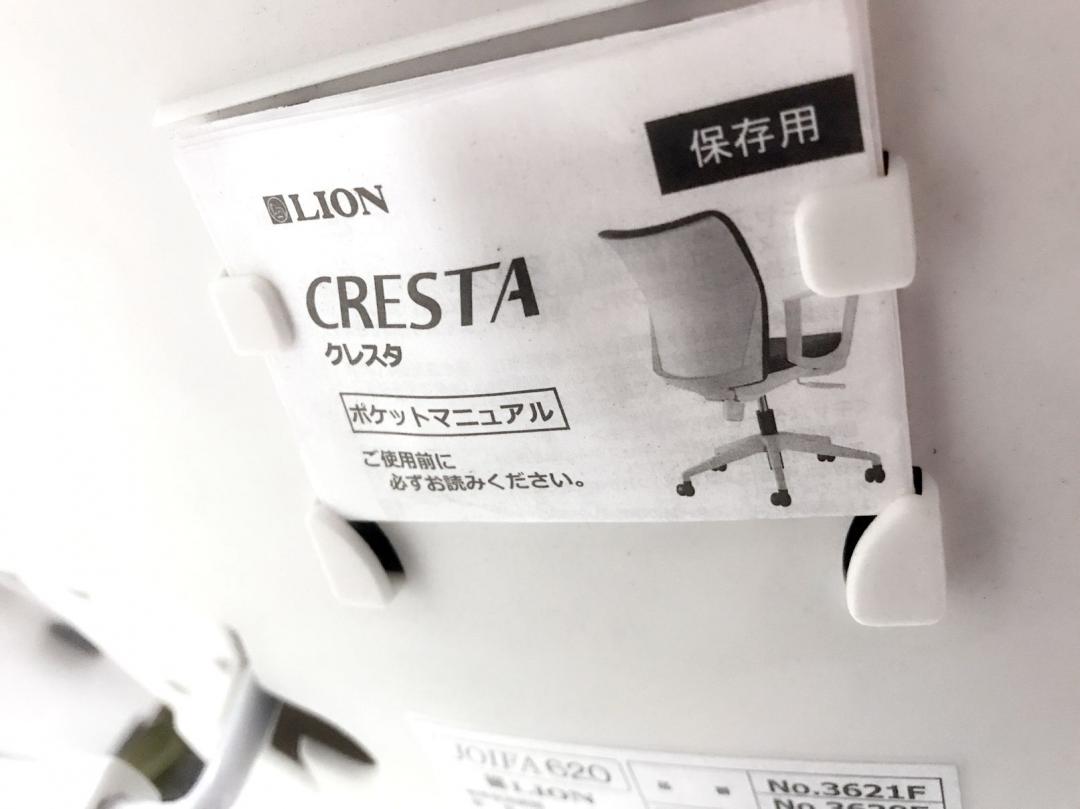 保存用
LION
CRESTA
クレスタ
ポケットマニュアル
ご使用前に
必ずお読みください。
JOIFA 620
No.3621F
LION